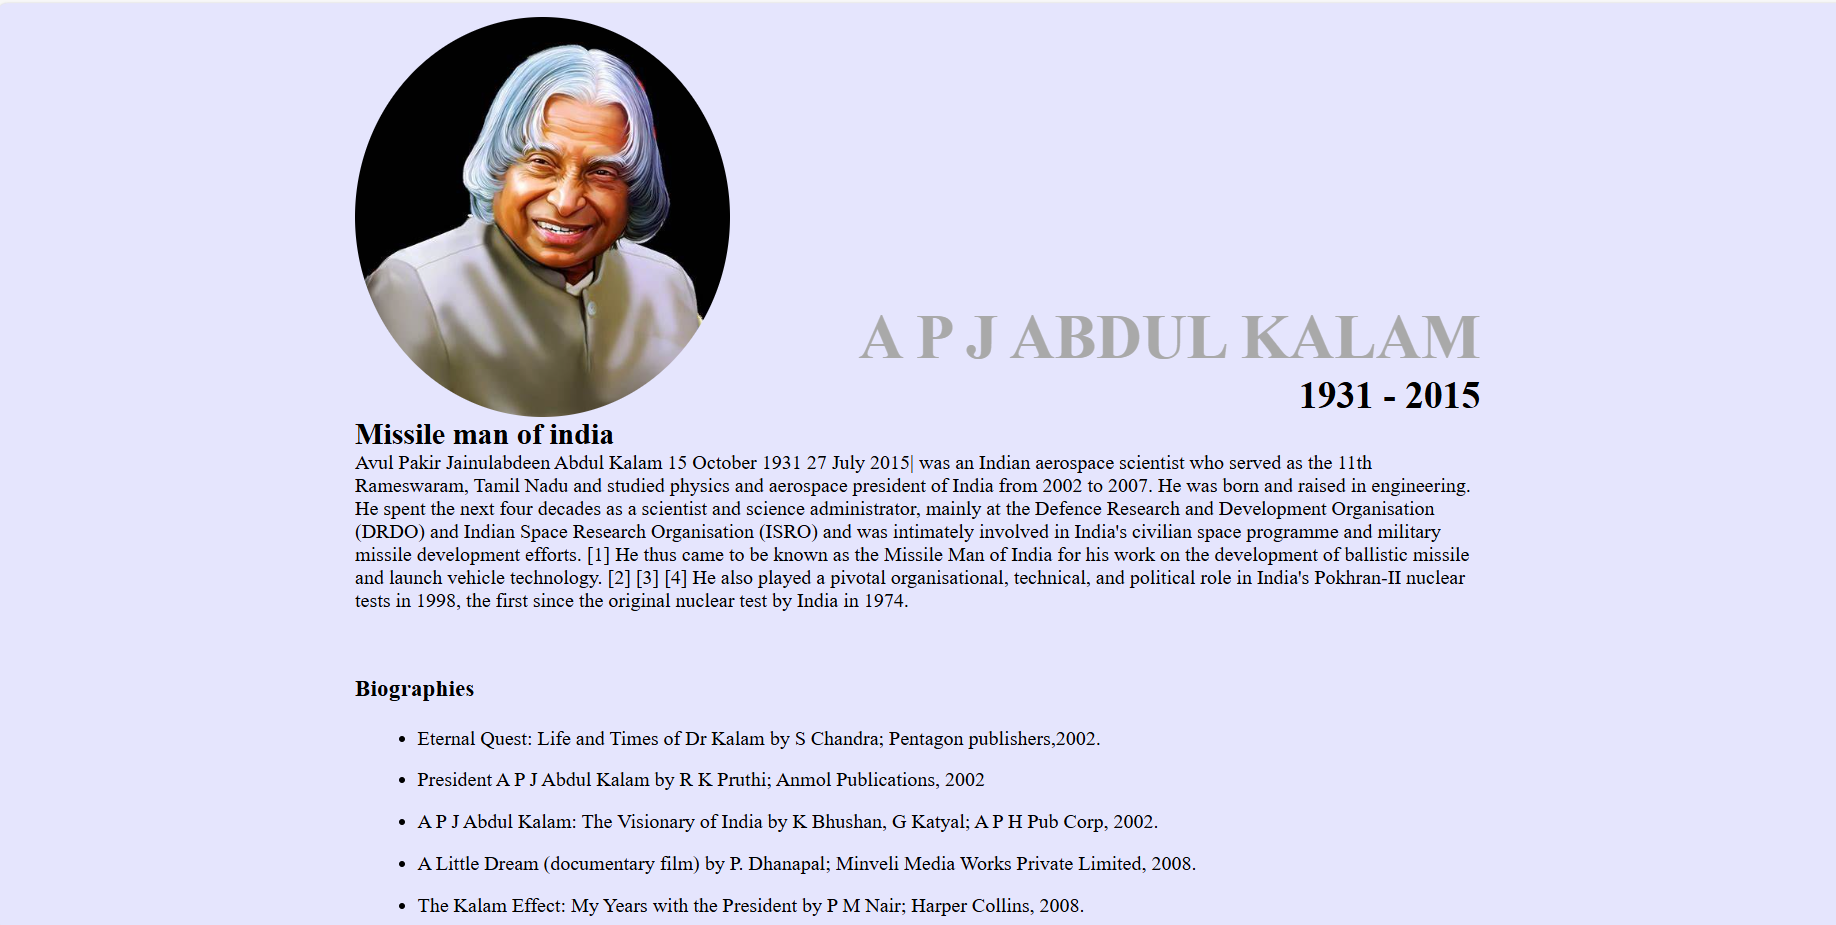 A P J ABDUL KALAM
1931 - 2015
Missile man of india
Avul Pakir Jainulabdeen Abdul Kalam 15 October 1931 27 July 2015| was an Indian aerospace scientist who served as the 11th
Rameswaram, Tamil Nadu and studied physics and aerospace president of India from 2002 to 2007. He was born and raised in engineering.
He spent the next four decades as a scientist and science administrator, mainly at the Defence Research and Development Organisation
(DRDO) and Indian Space Research Organisation (ISRO) and was intimately involved in India's civilian space programme and military
missile development efforts. [1] He thus came to be known as the Missile Man of India for his work on the development of ballistic missile
and launch vehicle technology. [2] [3] [4] He also played a pivotal organisational, technical, and political role in India's Pokhran-II nuclear
tests in 1998, the first since the original nuclear test by India in 1974.
Biographies
• Eternal Quest: Life and Times of Dr Kalam by S Chandra; Pentagon publishers,2002.
• President A P J Abdul Kalam by R K Pruthi; Anmol Publications, 2002
• A P J Abdul Kalam: The Visionary of India by K Bhushan, G Katyal; A P H Pub Corp, 2002.
• A Little Dream (documentary film) by P. Dhanapal; Minveli Media Works Private Limited, 2008.
• The Kalam Effect: My Years with the President by P M Nair; Harper Collins, 2008.